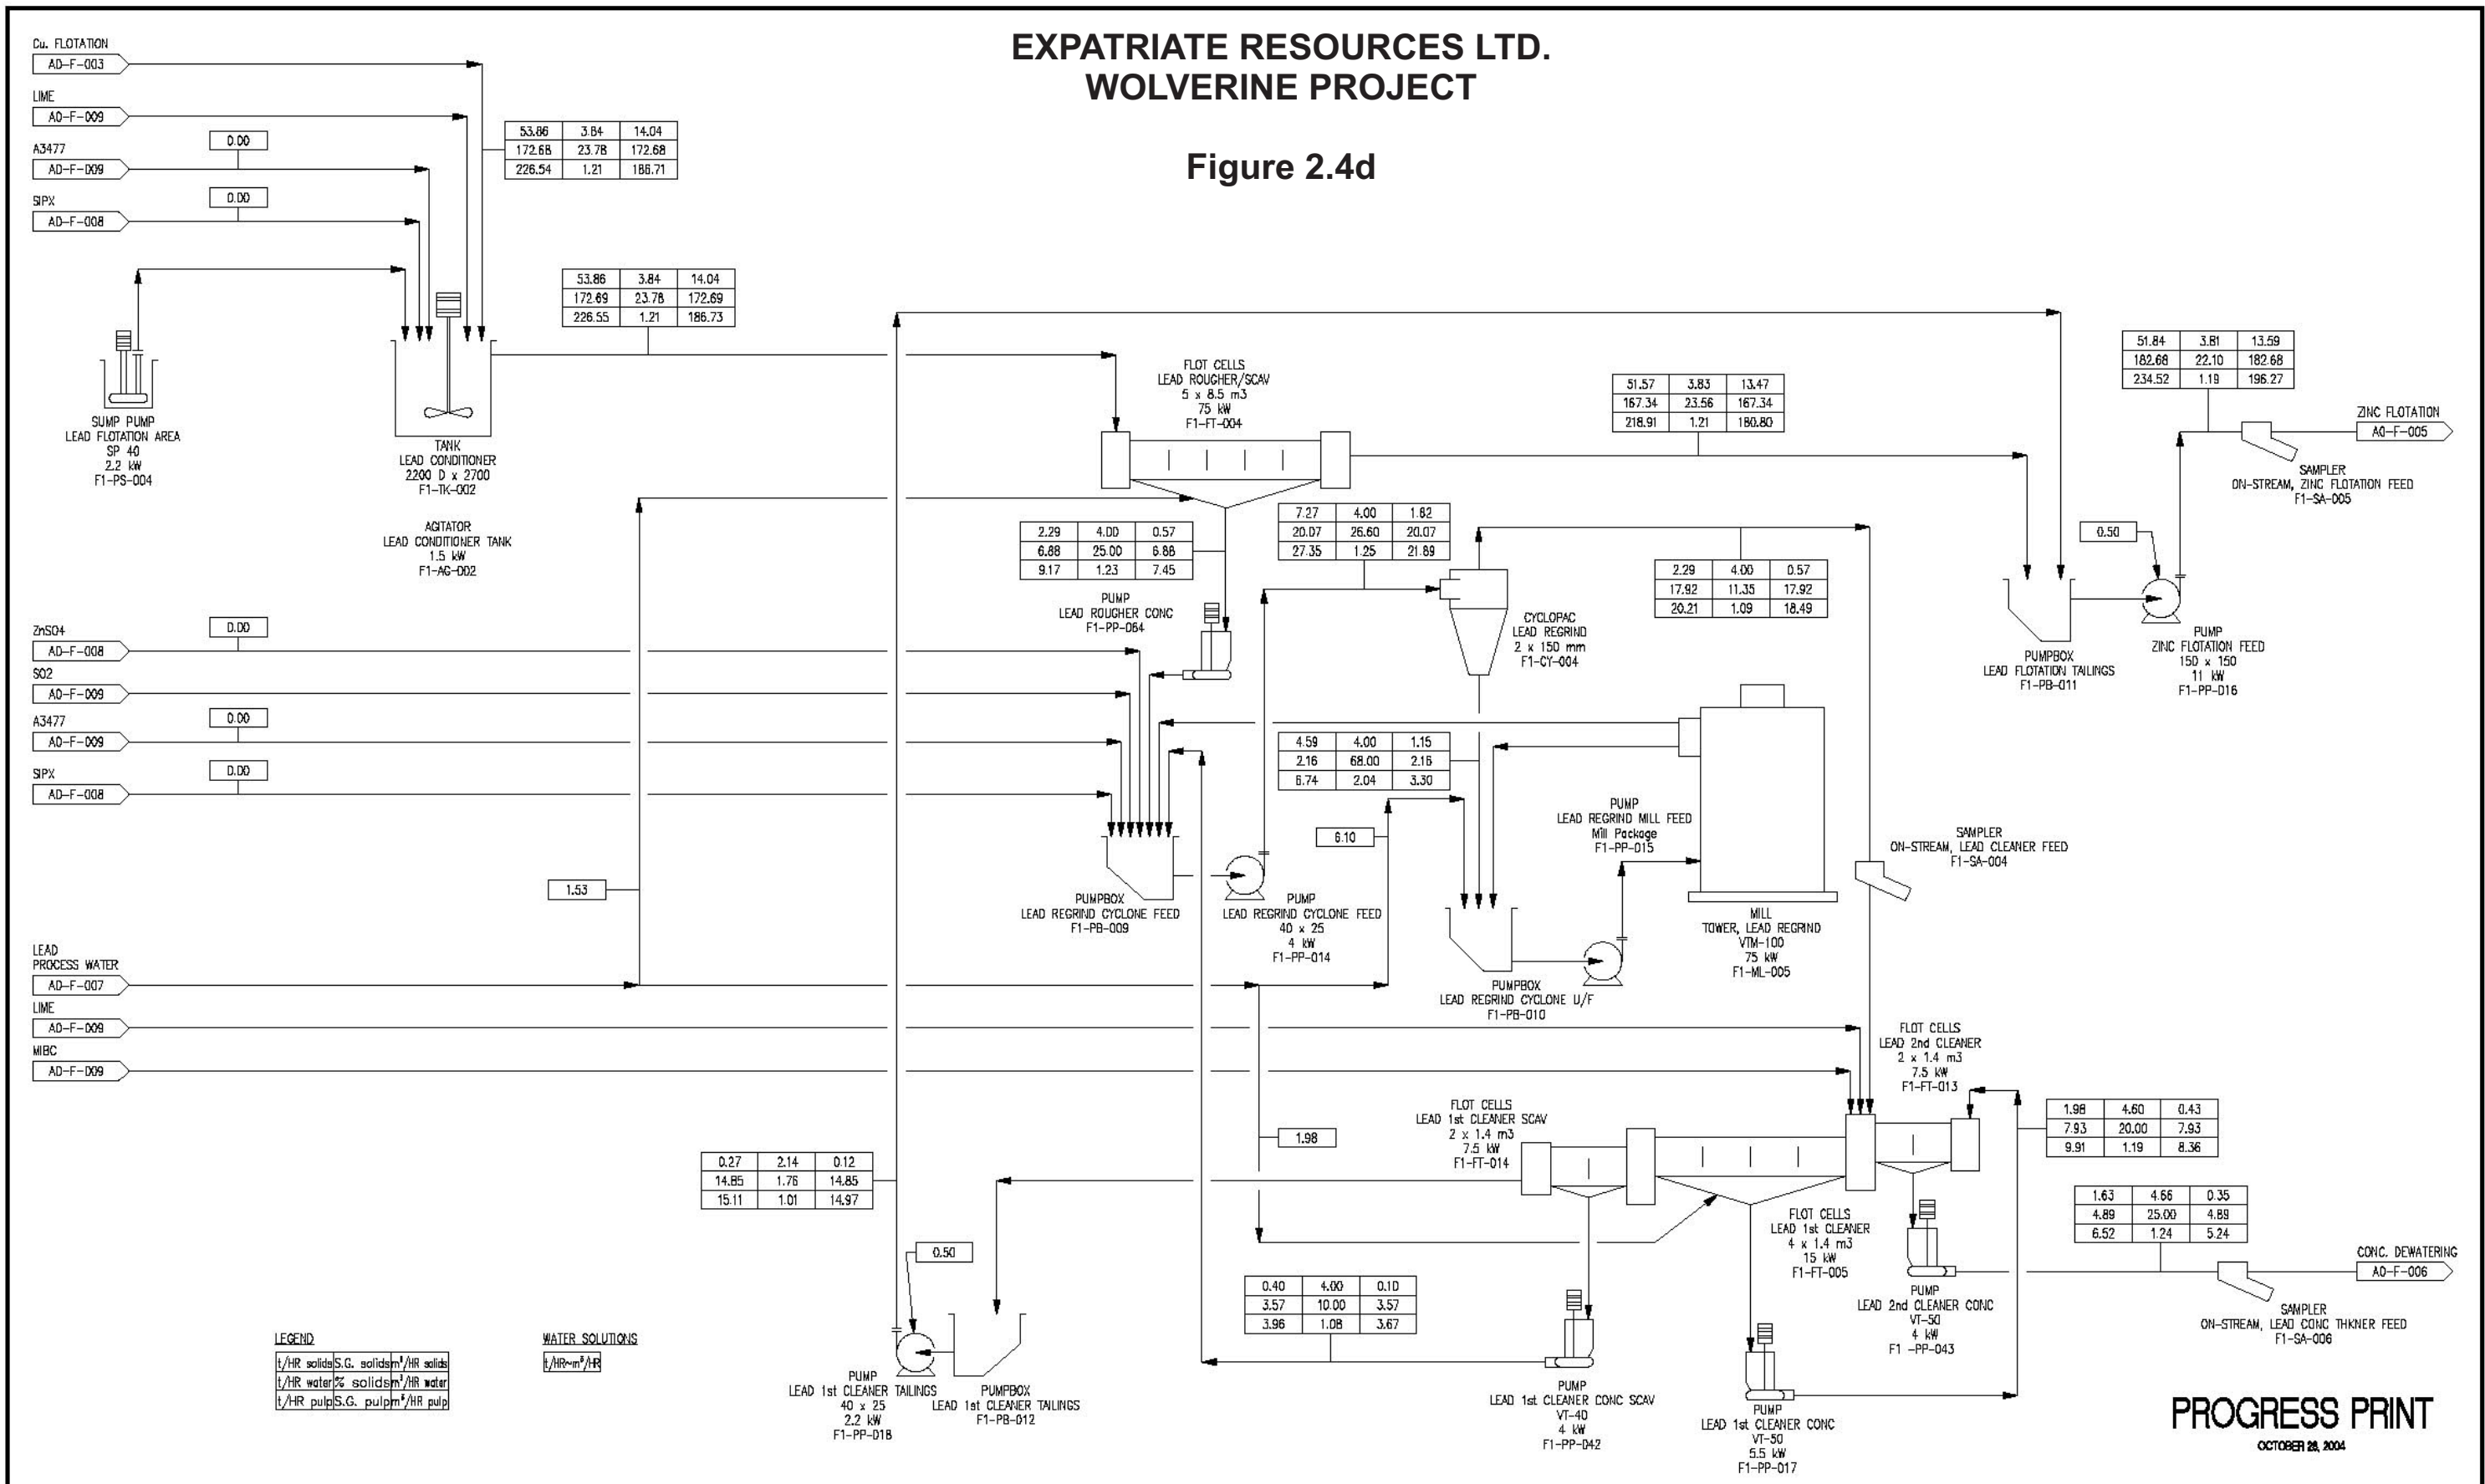 EXPATRIATE RESOURCES LTD.
WOLVERINE PROJECT
Figure 2.4d
Cu. FLOTATION
AD-F-003
LIME
AD-F-009
A3477
AD-F-009
0.00
SIPX
AD-F-008
0.00
53.86 3.84 14.04
172.68 23.78 172.68
226.54 1.21 186.71
53.86 3.84 14.04
172.69 23.78 172.69
226.55 1.21 186.73
SUMP PUMP
LEAD FLOTATION AREA
SP 40
2.2 kW
F1-PS-004
TANK
LEAD CONDITIONER
2200 D x 2700
F1-TK-002
AGITATOR
LEAD CONDITIONER TANK
1.5 kW
F1-AG-002
FLOT CELLS
LEAD ROUGHER/SCAV
5 x 8.5 m3
75 kW
F1-FT-004
51.57 3.83 13.47
167.34 23.56 167.34
218.91 1.21 180.80
51.84 3.81 13.59
182.68 22.10 182.68
234.52 1.19 196.27
ZINC FLOTATION
AD-F-005
SAMPLER
ON-STREAM, ZINC FLOTATION FEED
F1-SA-005
0.50
PUMP
ZINC FLOTATION FEED
150 x 150
11 kW
F1-PP-016
PUMPBOX
LEAD FLOTATION TAILINGS
F1-PB-011
2.29 4.00 0.57
6.88 25.00 6.88
9.17 1.23 7.45
PUMP
LEAD ROUGHER CONC
F1-PP-064
7.27 4.00 1.82
20.07 26.60 20.07
27.35 1.25 21.89
2.29 4.00 0.57
17.92 11.35 17.92
20.21 1.09 18.49
CYCLOPAC
LEAD REGRIND
2 x 150 mm
F1-CY-004
ZnSO4
AD-F-008
0.00
SO2
AD-F-009
A3477
AD-F-009
0.00
SIPX
AD-F-008
0.00
4.59 4.00 1.15
2.16 68.00 2.16
6.74 2.04 3.30
6.10
PUMP
LEAD REGRIND MILL FEED
Mill Package
F1-PP-015
SAMPLER
ON-STREAM, LEAD CLEANER FEED
F1-SA-004
1.53
PUMPBOX
LEAD REGRIND CYCLONE FEED
F1-PB-009
PUMP
LEAD REGRIND CYCLONE FEED
40 x 25
4 kW
F1-PP-014
MILL
TOWER, LEAD REGRIND
VTM-100
75 kW
F1-ML-005
PUMPBOX
LEAD REGRIND CYCLONE U/F
F1-PB-010
LEAD
PROCESS WATER
AD-F-007
LIME
AD-F-009
MIBC
AD-F-009
FLOT CELLS
LEAD 2nd CLEANER
2 x 1.4 m3
7.5 kW
F1-FT-013
FLOT CELLS
LEAD 1st CLEANER SCAV
2 x 1.4 m3
7.5 kW
F1-FT-014
1.98
1.98 4.60 0.43
7.93 20.00 7.93
9.91 1.19 8.36
0.27 2.14 0.12
14.85 1.76 14.85
15.11 1.01 14.97
FLOT CELLS
LEAD 1st CLEANER
4 x 1.4 m3
15 kW
F1-FT-005
1.63 4.66 0.35
4.89 25.00 4.89
6.52 1.24 5.24
CONC. DEWATERING
AD-F-006
SAMPLER
ON-STREAM, LEAD CONC THKNER FEED
F1-SA-006
PUMP
LEAD 2nd CLEANER CONC
VT-50
4 kW
F1 -PP-043
0.50
0.40 4.00 0.10
3.57 10.00 3.57
3.96 1.08 3.67
PUMP
LEAD 1st CLEANER TAILINGS
40 x 25
2.2 kW
F1-PP-018
PUMPBOX
LEAD 1st CLEANER TAILINGS
F1-PB-012
PUMP
LEAD 1st CLEANER CONC SCAV
VT-40
4 kW
F1-PP-042
PUMP
LEAD 1st CLEANER CONC
VT-50
5.5 kW
F1-PP-017
LEGEND
t/HR solids S.G. solids m³/HR solids
t/HR water % solids m³/HR water
t/HR pulp S.G. pulp m³/HR pulp
WATER SOLUTIONS
t/HR~m³/HR
PROGRESS PRINT
OCTOBER 28, 2004